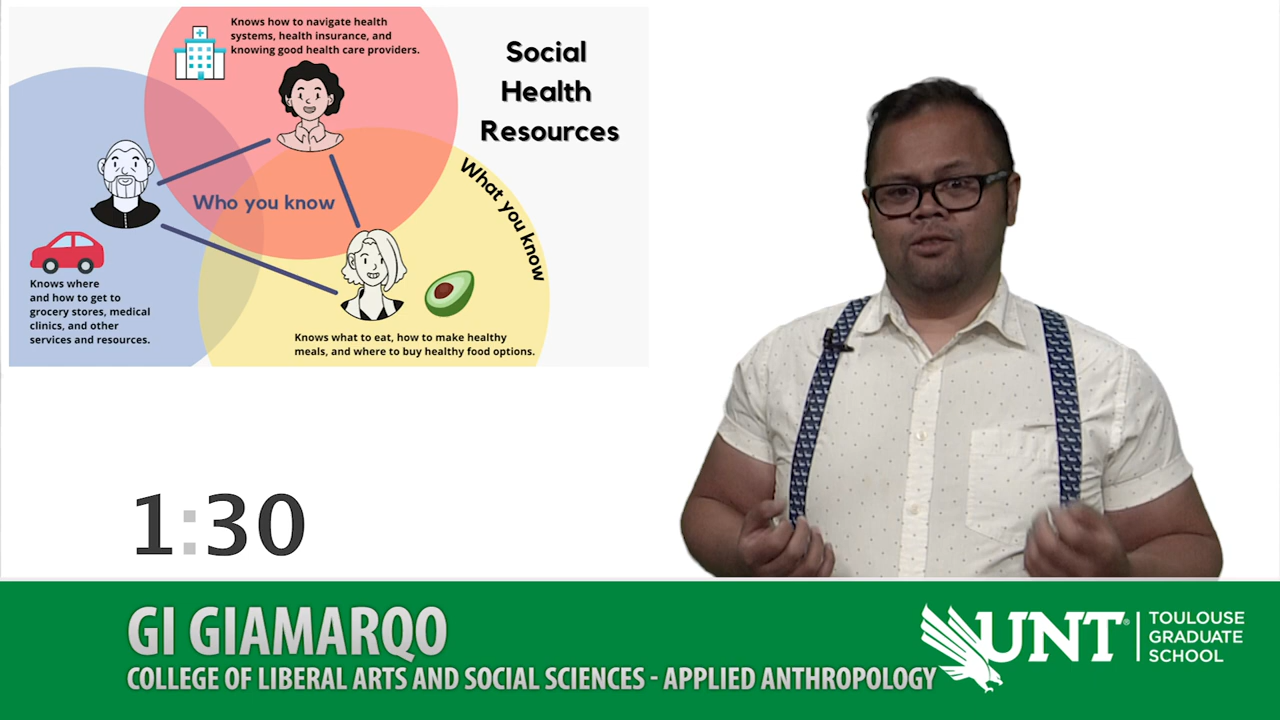 Knows how to navigate health
systems, health insurance, and
knowing good health care providers.
Social
Health
Resources
What you know
Who you know
Knows where
and how to get to
grocery stores, medical
clinics, and other
services and resources.
Knows what to eat, how to make healthy
meals, and where to buy healthy food options.
1:30
GI GIAMARQO
COLLEGE OF LIBERAL ARTS AND SOCIAL SCIENCES - APPLIED ANTHROPOLOGY
UNT®
TOULOUSE
GRADUATE
SCHOOL